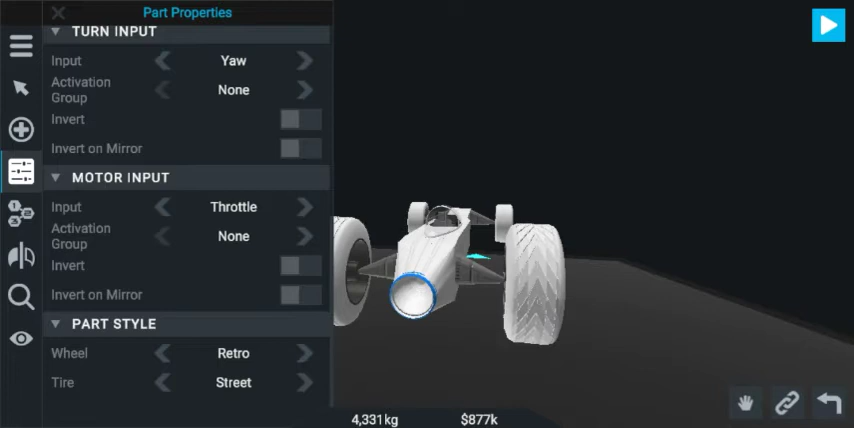 Part Properties
TURN INPUT
Input Yaw
Activation Group None
Invert
Invert on Mirror
MOTOR INPUT
Input Throttle
Activation Group None
Invert
Invert on Mirror
PART STYLE
Wheel Retro
Tire Street
4,331kg $877k